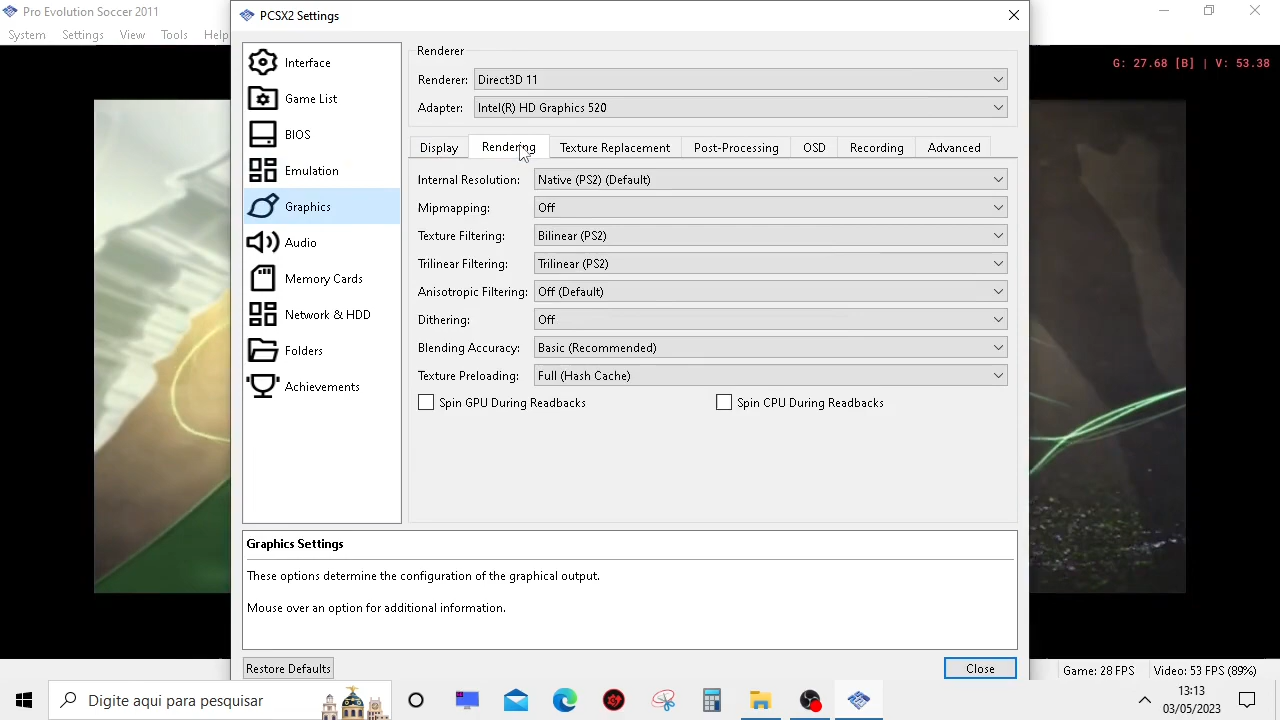 Pro Evolution Soccer 2011
System Settings View Tools Help
G: 27.68 [B] | V: 53.38
PCSX2 Settings
Interface
Game List
BIOS
Emulation
Graphics
Audio
Memory Cards
Network & HDD
Folders
Achievements
Renderer
Renderer: Direct3D 11
Adapter: Intel(R) HD Graphics 520
Display Rendering Texture Replacement Post-Processing OSD Recording Advanced
Internal Resolution: Native (PS2) (Default)
Mipmapping: Off
Texture Filtering: Bilinear (PS2)
Trilinear Filtering: Trilinear (PS2)
Anisotropic Filtering: Off (Default)
Dithering: Off
Blending Accuracy: Basic (Recommended)
Texture Preloading: Full (Hash Cache)
Spin GPU During Readbacks Spin CPU During Readbacks
Graphics Settings
These options determine the configuration of the graphical output.
Mouse over an option for additional information.
Restore Defaults Close
Game: 28 FPS Video: 53 FPS (89%)
Digite aqui para pesquisar
13:13
03/05/2023